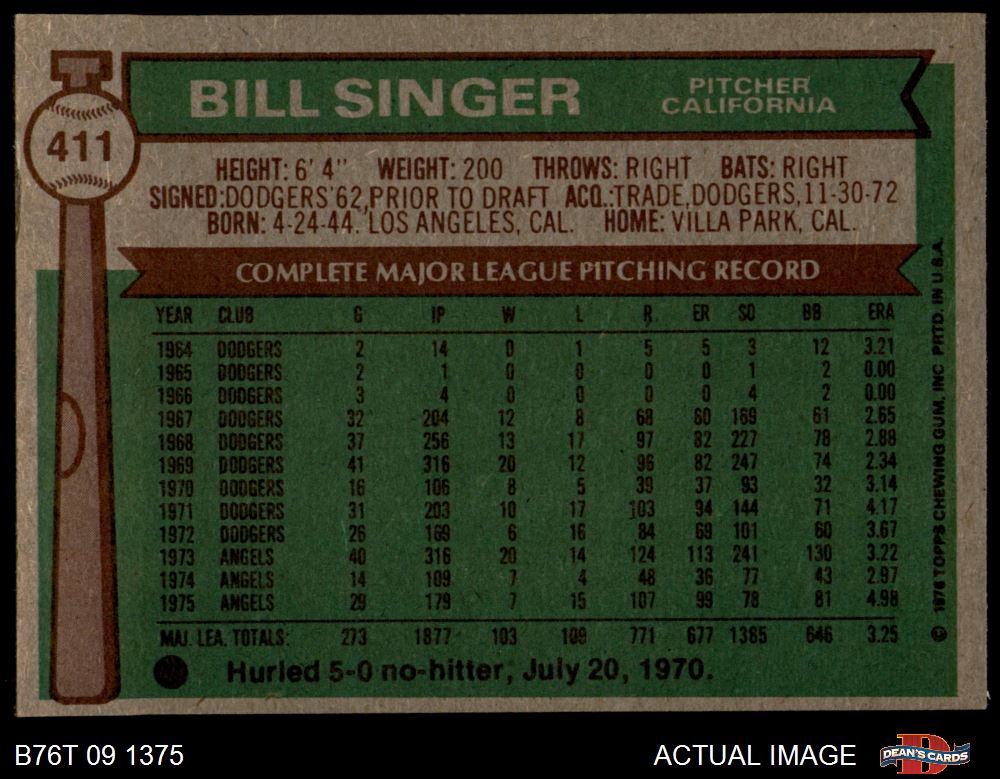 BILL SINGER
PITCHER
CALIFORNIA
411
HEIGHT: 6' 4" WEIGHT: 200 THROWS: RIGHT BATS: RIGHT
SIGNED: DODGERS '62, PRIOR TO DRAFT ACQ.: TRADE, DODGERS, 11-30-72
BORN: 4-24-44. LOS ANGELES, CAL. HOME: VILLA PARK, CAL.
COMPLETE MAJOR LEAGUE PITCHING RECORD
YEAR CLUB G IP W L R ER SO BB ERA
1964 DODGERS 2 14 0 1 5 5 3 12 3.21
1965 DODGERS 2 1 0 0 0 0 1 2 0.00
1966 DODGERS 3 4 0 0 0 0 4 2 0.00
1967 DODGERS 32 204 12 8 68 60 169 61 2.65
1968 DODGERS 37 256 13 17 97 82 227 78 2.88
1969 DODGERS 41 316 20 12 96 82 247 74 2.34
1970 DODGERS 16 106 8 5 39 37 93 32 3.14
1971 DODGERS 31 203 10 17 103 94 144 71 4.17
1972 DODGERS 26 169 6 16 84 69 101 60 3.67
1973 ANGELS 40 316 20 14 124 113 241 130 3.22
1974 ANGELS 14 109 7 4 48 36 77 43 2.97
1975 ANGELS 29 179 7 15 107 99 78 81 4.98
MAJ. LEA. TOTALS: 273 1877 103 109 771 677 1385 646 3.25
Hurled 5-0 no-hitter, July 20, 1970.
© 1976 TOPPS CHEWING GUM, INC PRTD. IN U.S.A.
B76T 09 1375
ACTUAL IMAGE
DEAN'S CARDS